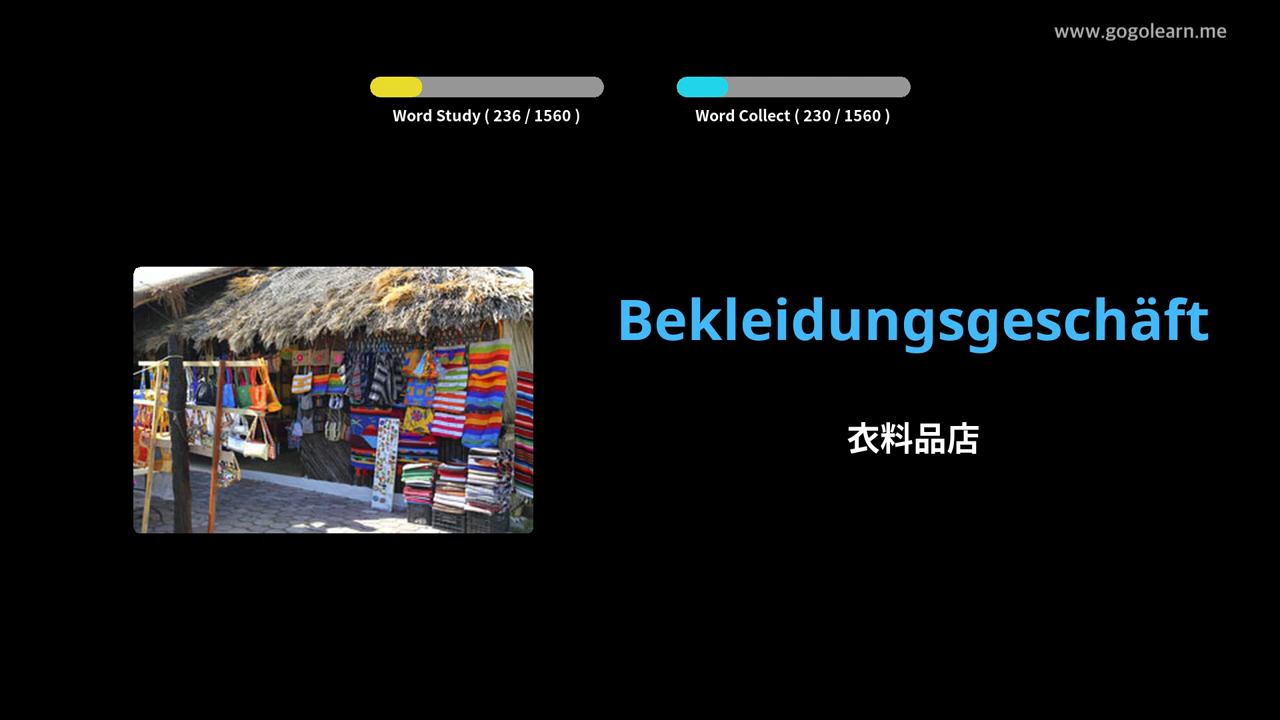 www.gogolearn.me
Word Study ( 236 / 1560 )
Word Collect ( 230 / 1560 )
Bekleidungsgeschäft
衣料品店